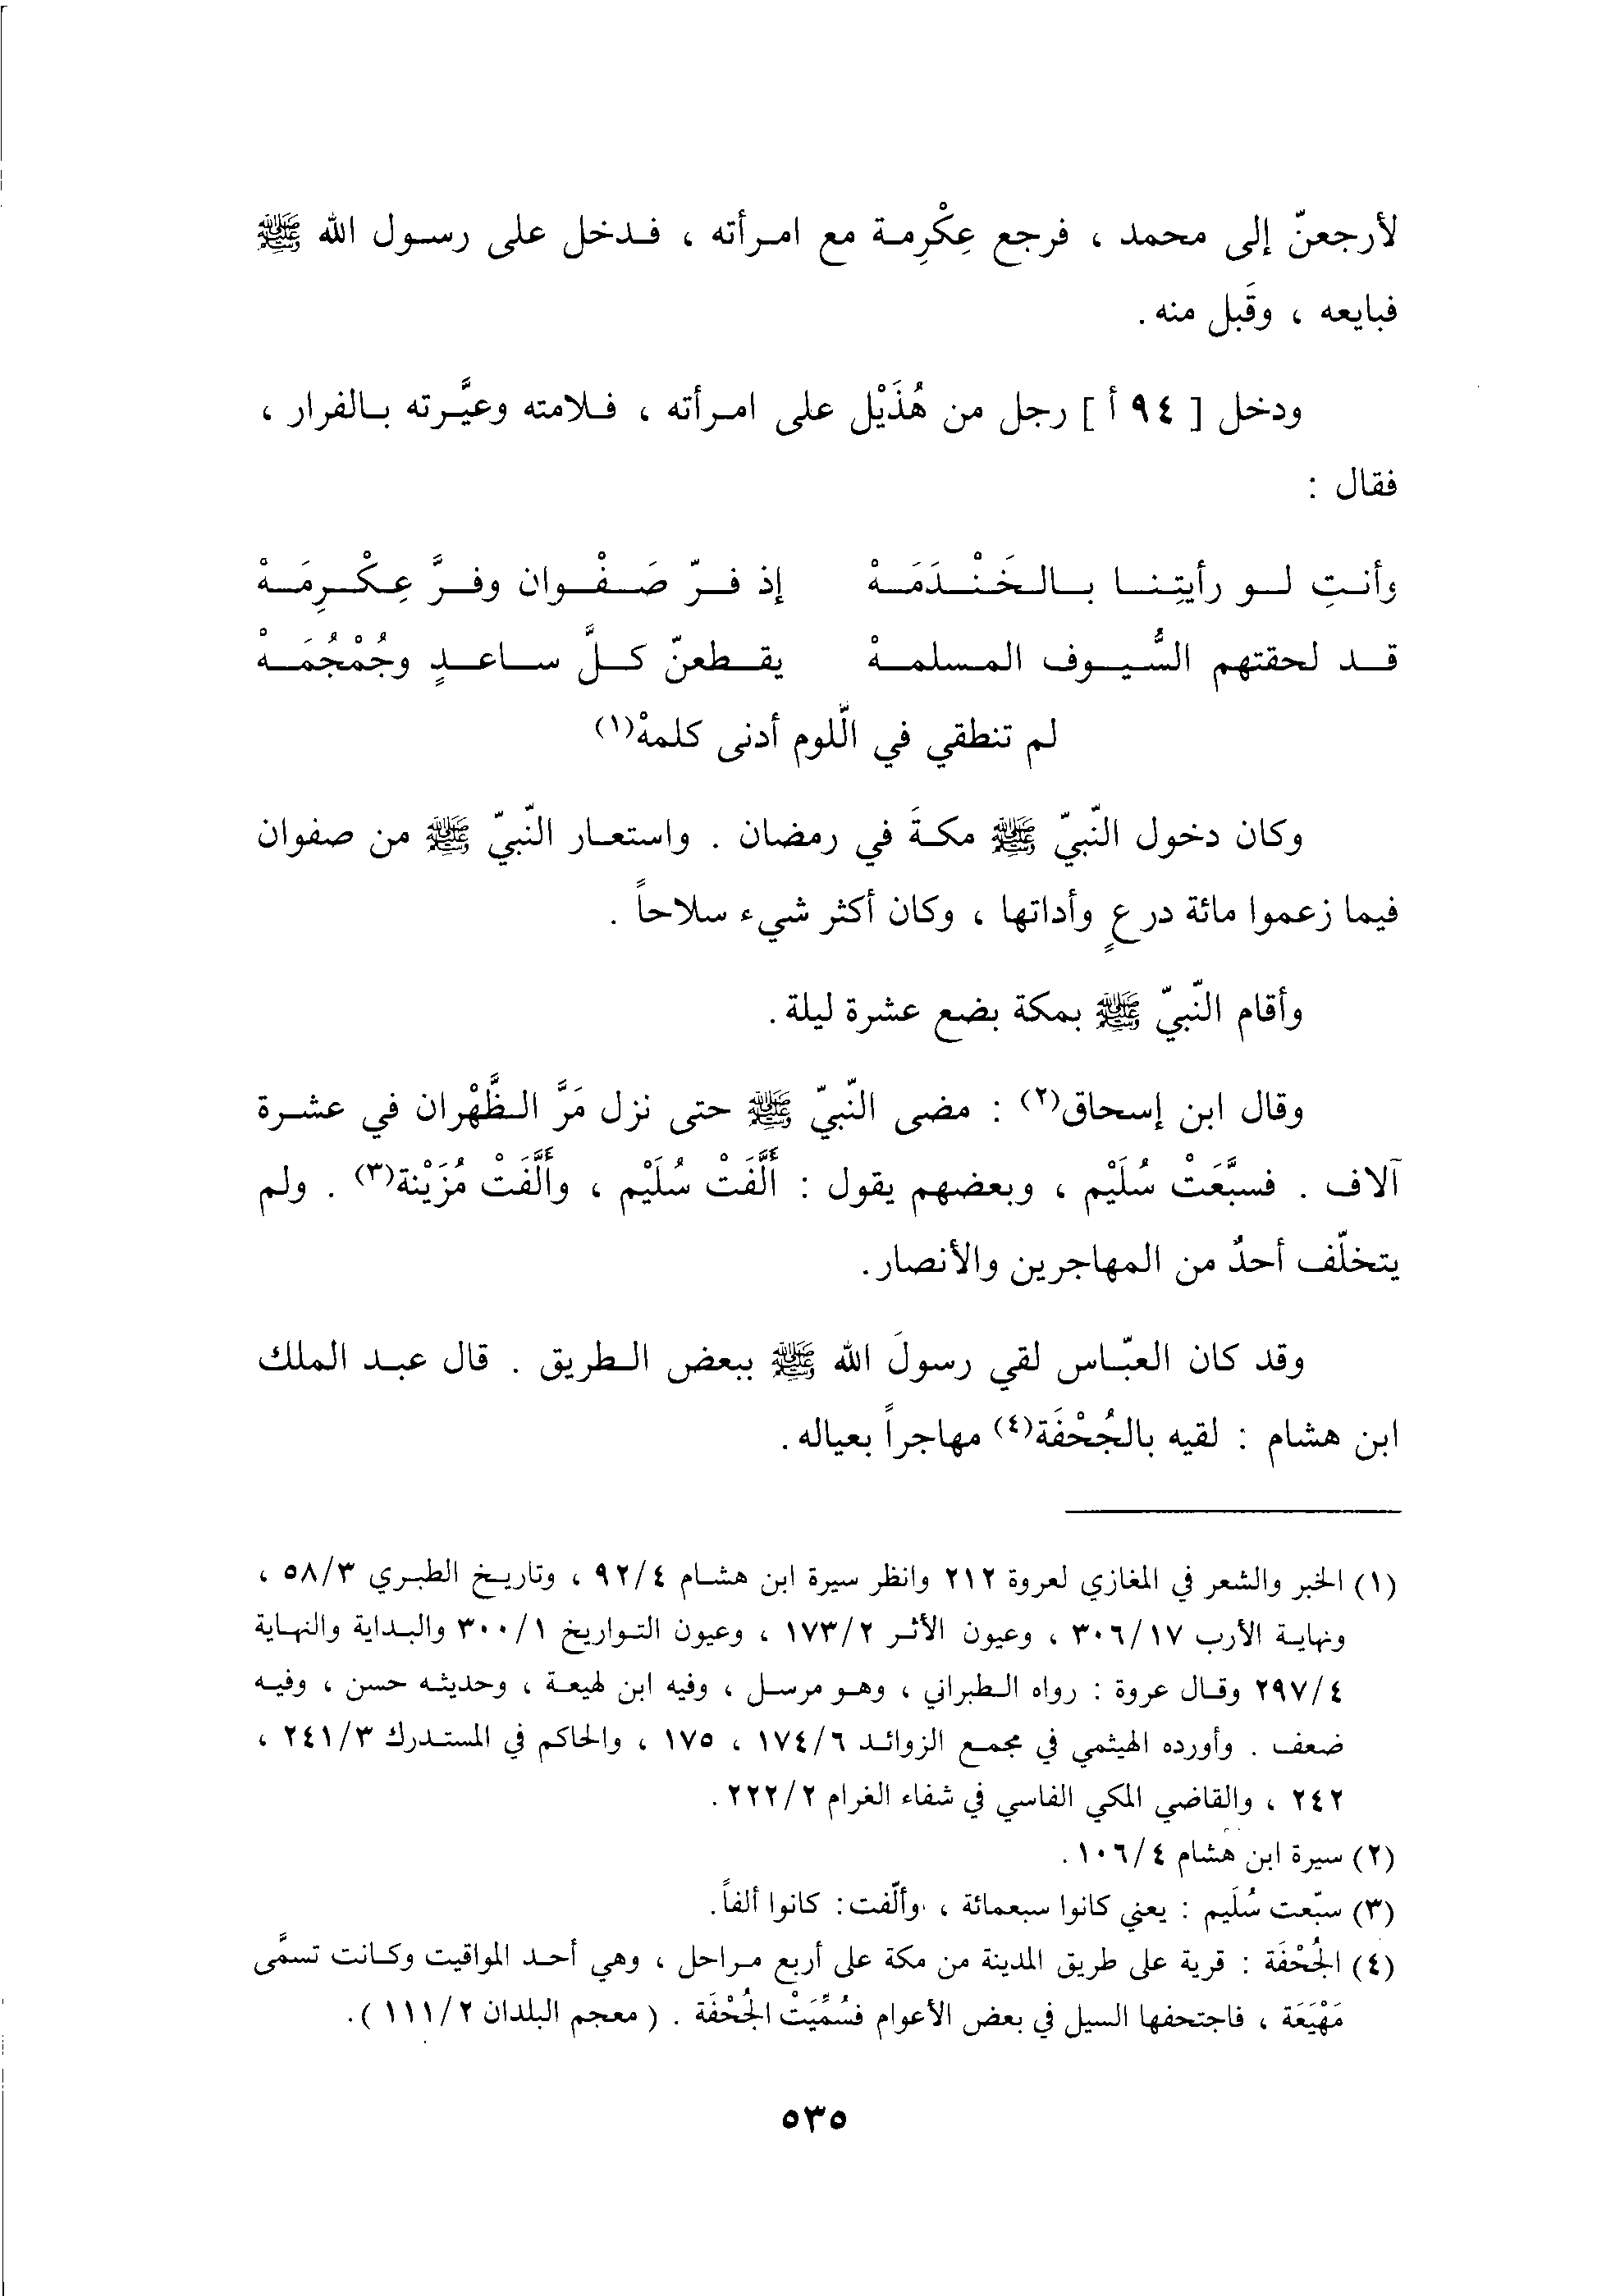 لأرجعنّ إلى محمد ، فرجع عِكْرِمة مع امرأته ، فدخل على رسول الله ﷺ
فبايعه ، وقَبل منه .
ودخل [ ٩٤ أ ] رجل من هُذَيْل على امرأته ، فلامته وعيَّرته بالفرار ،
فقال :
وأنتِ لو رأيتِنا بالخَنْدَمَهْ إذ فرّ صَفْوان وفرَّ عِكْرِمَهْ
قد لحقتهم السُّيوف المسلمهْ يقطعنّ كلَّ ساعدٍ وجُمْجُمَهْ
لم تنطقي في الّلوم أدنى كلمهْ(١)
وكان دخول النّبيّ ﷺ مكةَ في رمضان . واستعار النّبيّ ﷺ من صفوان
فيما زعموا مائة درعٍ وأداتها ، وكان أكثر شيء سلاحاً .
وأقام النّبيّ ﷺ بمكة بضع عشرة ليلة .
وقال ابن إسحاق(٢) : مضى النّبيّ ﷺ حتى نزل مَرَّ الظَّهْران في عشرة
آلاف . فسبَّعَتْ سُلَيْم ، وبعضهم يقول : أَلَّفَتْ سُلَيْم ، وأَلَّفَتْ مُزَيْنة(٣) . ولم
يتخلّف أحدٌ من المهاجرين والأنصار .
وقد كان العبّاس لقي رسولَ الله ﷺ ببعض الطريق . قال عبد الملك
ابن هشام : لقيه بالجُحْفَة(٤) مهاجراً بعياله .
(١) الخبر والشعر في المغازي لعروة ٢١٢ وانظر سيرة ابن هشام ٩٢/٤ ، وتاريخ الطبري ٥٨/٣ ،
ونهاية الأرب ٣٠٦/١٧ ، وعيون الأثر ١٧٣/٢ ، وعيون التواريخ ٣٠٠/١ والبداية والنهاية
٢٩٧/٤ وقال عروة : رواه الطبراني ، وهو مرسل ، وفيه ابن لهيعة ، وحديثه حسن ، وفيه
ضعف . وأورده الهيثمي في مجمع الزوائد ١٧٤/٦ ، ١٧٥ ، والحاكم في المستدرك ٢٤١/٣ ،
٢٤٢ ، والقاضي المكي الفاسي في شفاء الغرام ٢٢٢/٢ .
(٢) سيرة ابن هشام ١٠٦/٤ .
(٣) سبّعت سُلَيم : يعني كانوا سبعمائة ، وألّفت : كانوا ألفاً .
(٤) الجُحْفَة : قرية على طريق المدينة من مكة على أربع مراحل ، وهي أحد المواقيت وكانت تسمَّى
مَهْيَعَة ، فاجتحفها السيل في بعض الأعوام فسُمِّيَتْ الجُحْفَة . ( معجم البلدان ١١١/٢ ) .
٥٣٥